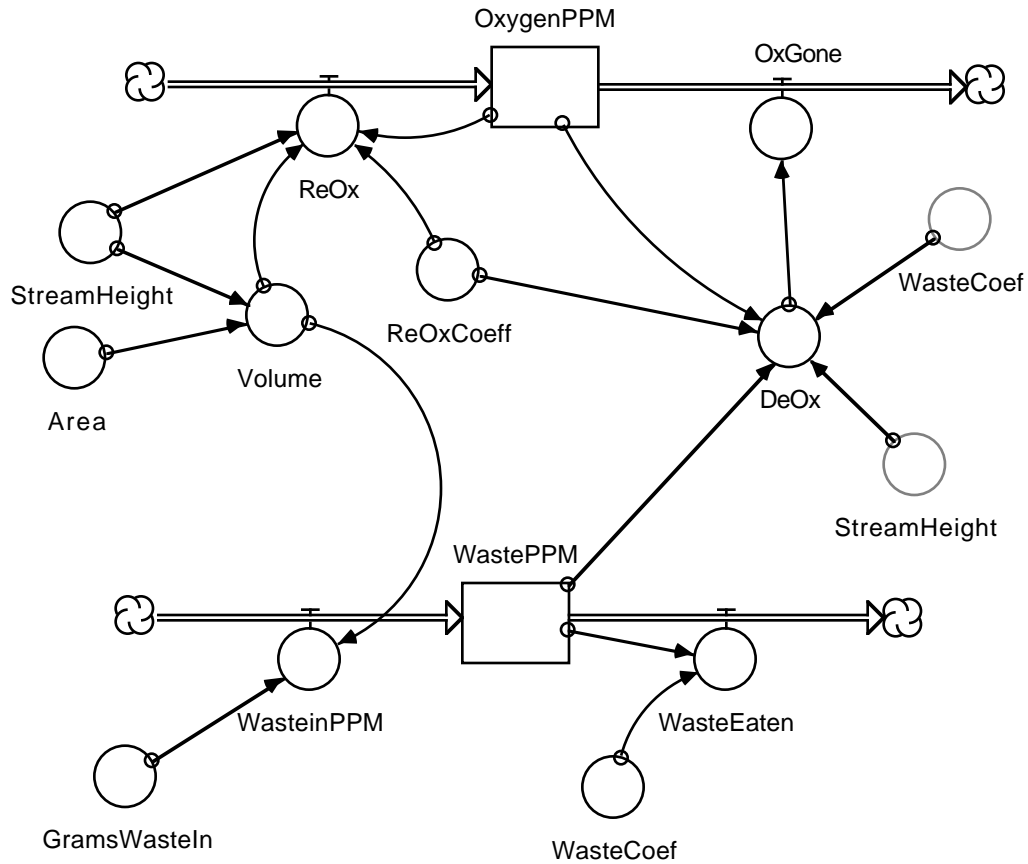 OxygenPPM
OxGone
ReOx
StreamHeight
WasteCoef
ReOxCoeff
Volume
Area
DeOx
StreamHeight
WastePPM
WasteinPPM
WasteEaten
GramsWasteIn
WasteCoef